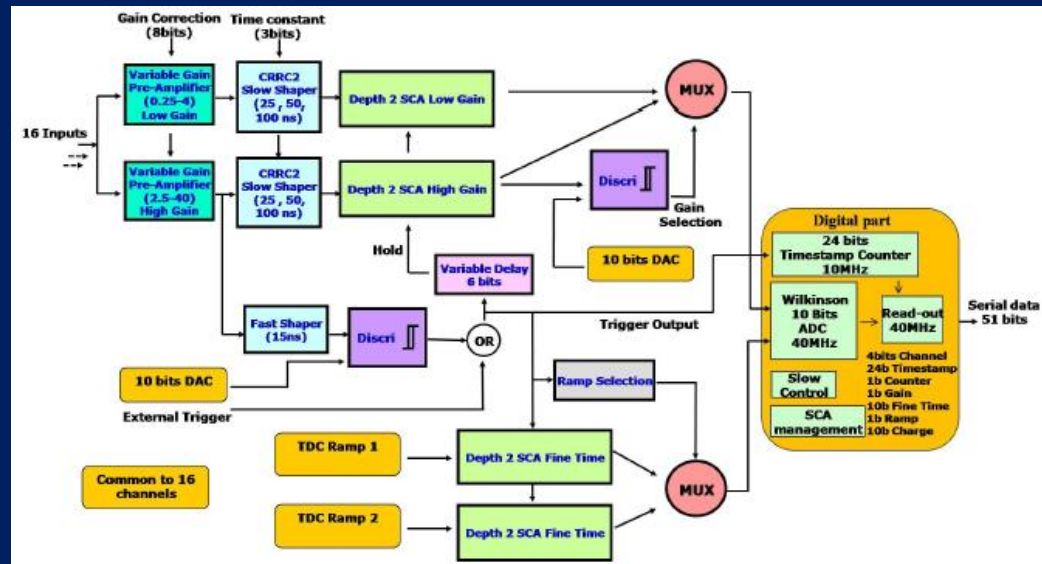 Gain Correction
(8bits)
Time constant
(3bits)
Variable Gain
Pre-Amplifier
(0.25-4)
Low Gain
CRRC2
Slow Shaper
(25 , 50,
100 ns)
Depth 2 SCA Low Gain
MUX
16 Inputs
Variable Gain
Pre-Amplifier
(2.5-40)
High Gain
CRRC2
Slow Shaper
(25 , 50,
100 ns)
Depth 2 SCA High Gain
Discri
Gain
Selection
Hold
Variable Delay
6 bits
10 bits DAC
Digital part
24 bits
Timestamp Counter
10MHz
Wilkinson
10 Bits
ADC
40MHz
Read-out
40MHz
Serial data
51 bits
Fast Shaper
(15ns)
Discri
OR
Trigger Output
10 bits DAC
External Trigger
Ramp Selection
Slow
Control
SCA
management
4bits Channel
24b Timestamp
1b Counter
1b Gain
10b Fine Time
1b Ramp
10b Charge
TDC Ramp 1
Depth 2 SCA Fine Time
MUX
Common to 16
channels
TDC Ramp 2
Depth 2 SCA Fine Time